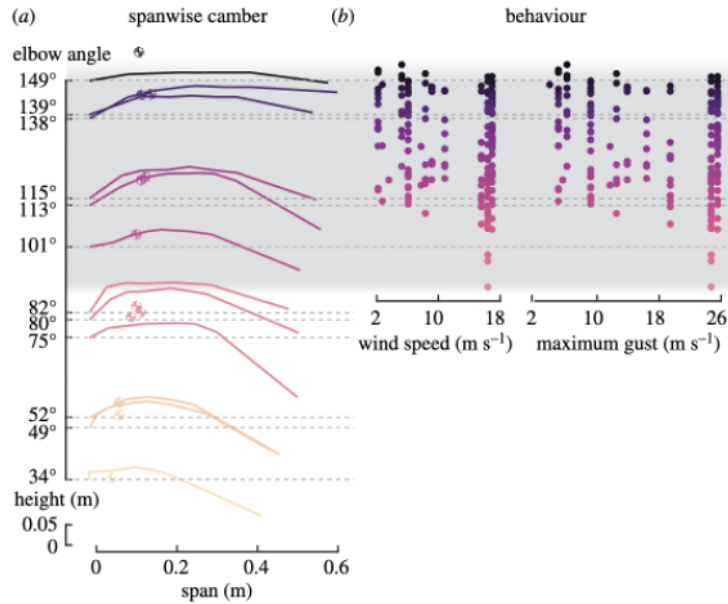 (a) spanwise camber (b) behaviour
elbow angle
149°
139°
138°
115°
113°
101°
82°
80°
75°
52°
49°
34°
height (m)
0.05
0
0 0.2 0.4 0.6
span (m)
2 10 18 2 10 18 26
wind speed (m s⁻¹) maximum gust (m s⁻¹)